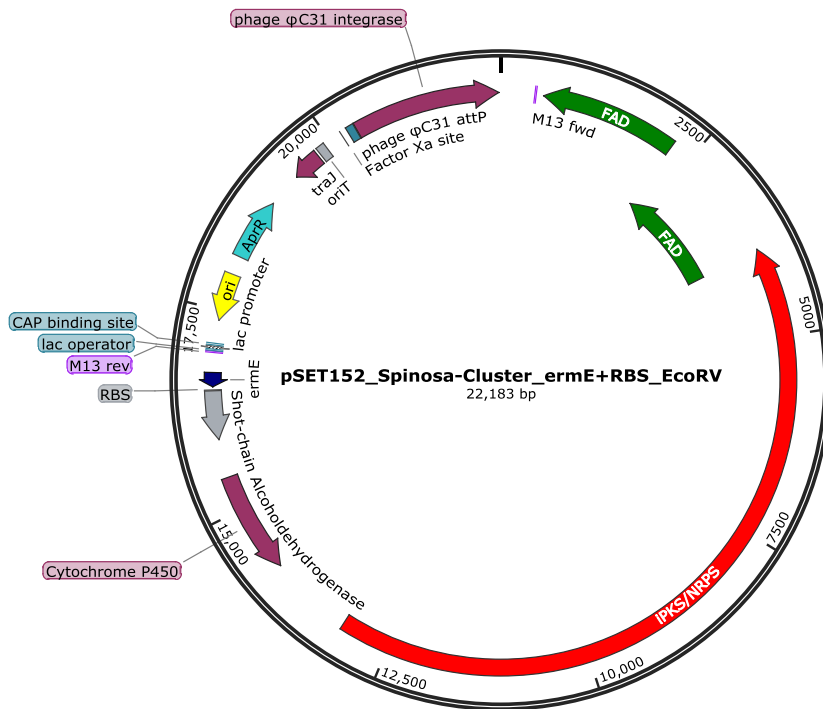 phage φC31 integrase
phage φC31 attP
Factor Xa site
M13 fwd
FAD
2500
20,000
traJ
oriT
AprR
FAD
ori
lac promoter
5000
17,500
CAP binding site
lac operator
M13 rev
RBS
ermE
pSET152_Spinosa-Cluster_ermE+RBS_EcoRV
22,183 bp
Shot-chain Alcoholdehydrogenase
15,000
Cytochrome P450
7500
IPKS/NRPS
12,500
10,000